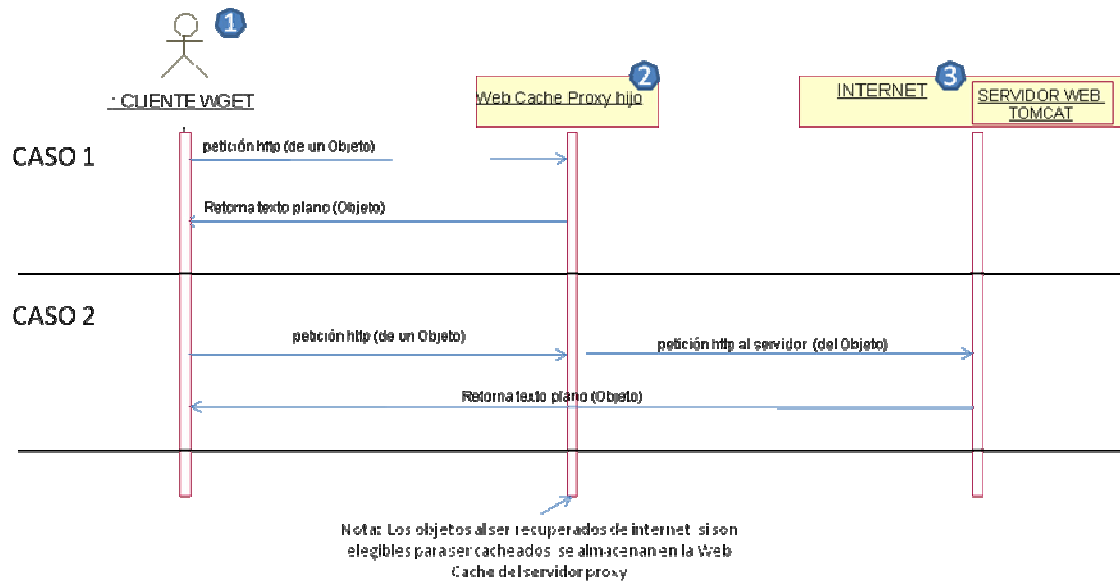 1
: CLIENTE WGET
2
Web Cache Proxy hijo
INTERNET
3
SERVIDOR WEB
TOMCAT
CASO 1
petición http (de un Objeto)
Retorna texto plano (Objeto)
CASO 2
petición http (de un Objeto)
petición http al servidor (del Objeto)
Retorna texto plano (Objeto)
Nota: Los objetos al ser recuperados de internet si son
elegibles para ser cacheados se almacenan en la Web
Cache del servidor proxy